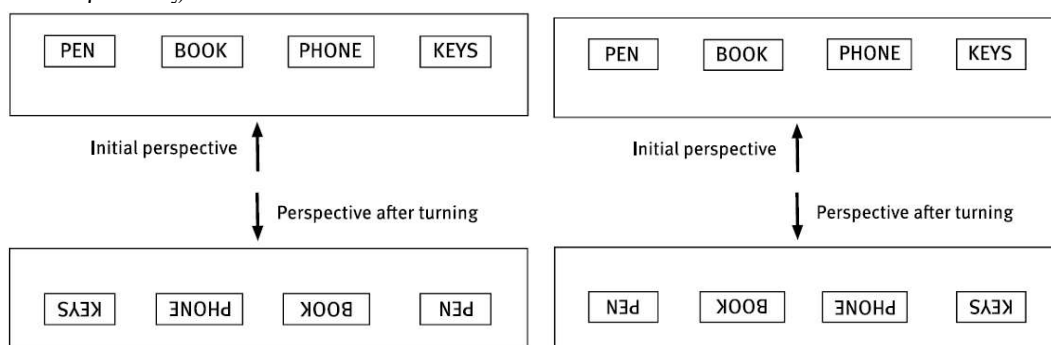 PEN BOOK PHONE KEYS
PEN BOOK PHONE KEYS
Initial perspective
Initial perspective
Perspective after turning
Perspective after turning
KEYS PHONE BOOK PEN
PEN BOOK PHONE KEYS